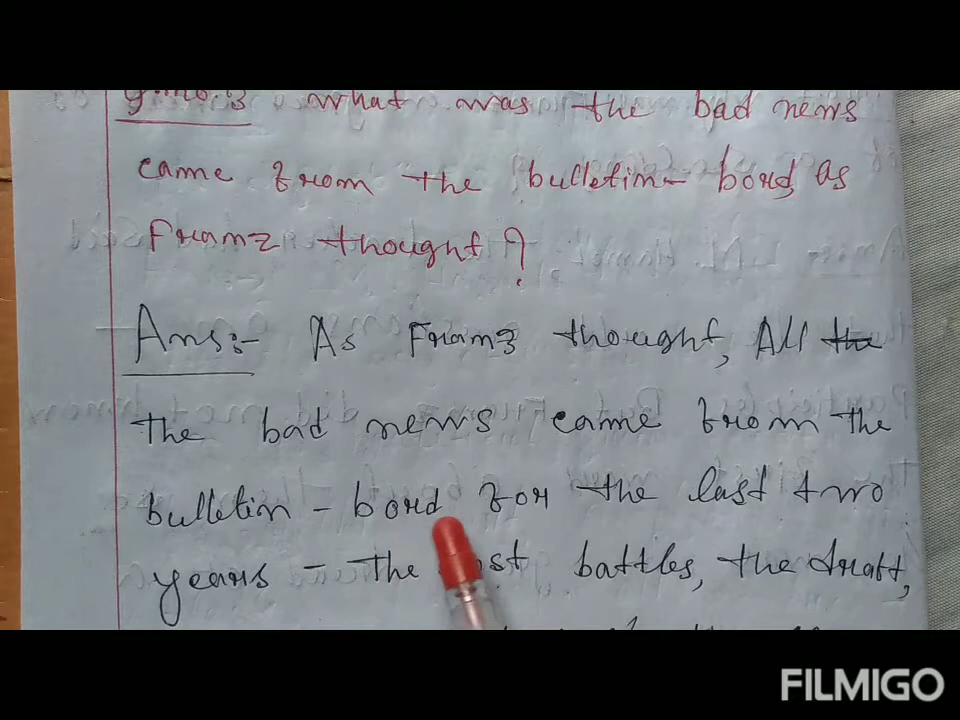 what was the bad news
came from the bulletin- bord, as
Franz thought?
Ans:- As Franz thought, All the
the bad news came from the
bulletin - bord for the last two
years - the battles, the draft,
FILMIGO